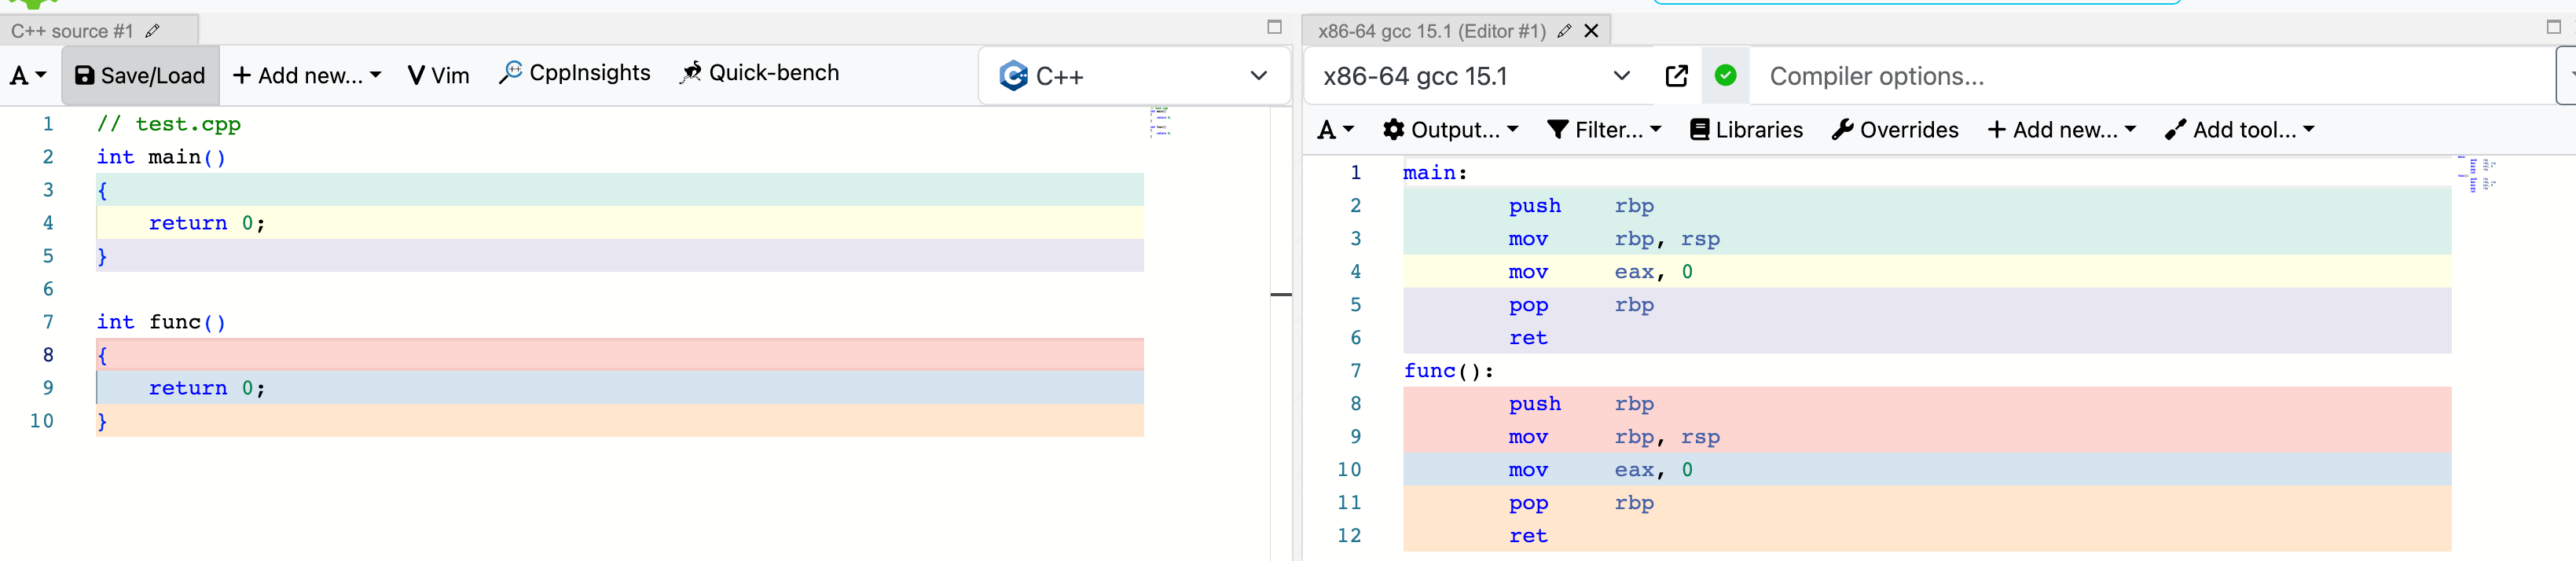 C++ source #1
Save/Load
+ Add new...
Vim
CppInsights
Quick-bench
C++
1 // test.cpp
2 int main()
3 {
4 return 0;
5 }
6
7 int func()
8 {
9 return 0;
10 }
x86-64 gcc 15.1 (Editor #1)
x86-64 gcc 15.1
Compiler options...
A
Output...
Filter...
Libraries
Overrides
+ Add new...
Add tool...
1 main:
2 push rbp
3 mov rbp, rsp
4 mov eax, 0
5 pop rbp
6 ret
7 func():
8 push rbp
9 mov rbp, rsp
10 mov eax, 0
11 pop rbp
12 ret